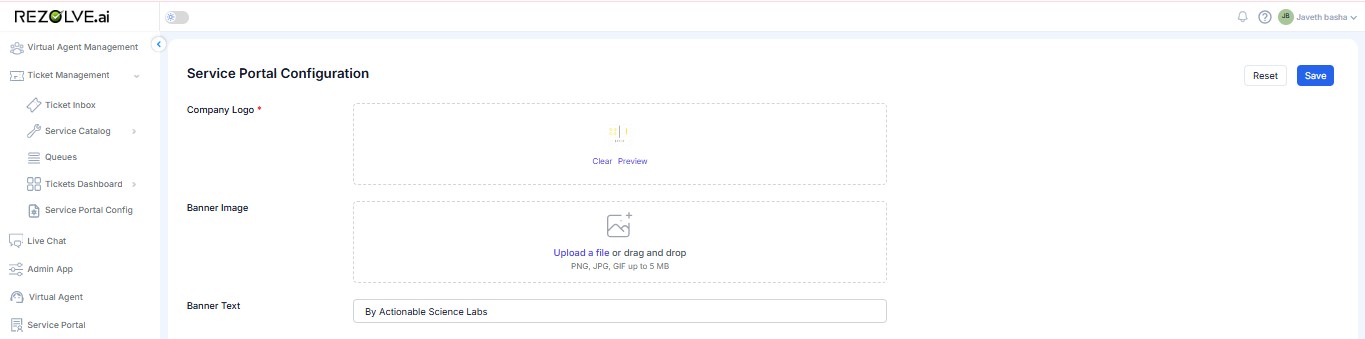 REZOLVE.ai
JB
Javeth basha
Virtual Agent Management
Ticket Management
Ticket Inbox
Service Catalog
Queues
Tickets Dashboard
Service Portal Config
Live Chat
Admin App
Virtual Agent
Service Portal
Service Portal Configuration
Reset
Save
Company Logo *
Clear Preview
Banner Image
Upload a file or drag and drop
PNG, JPG, GIF up to 5 MB
Banner Text
By Actionable Science Labs